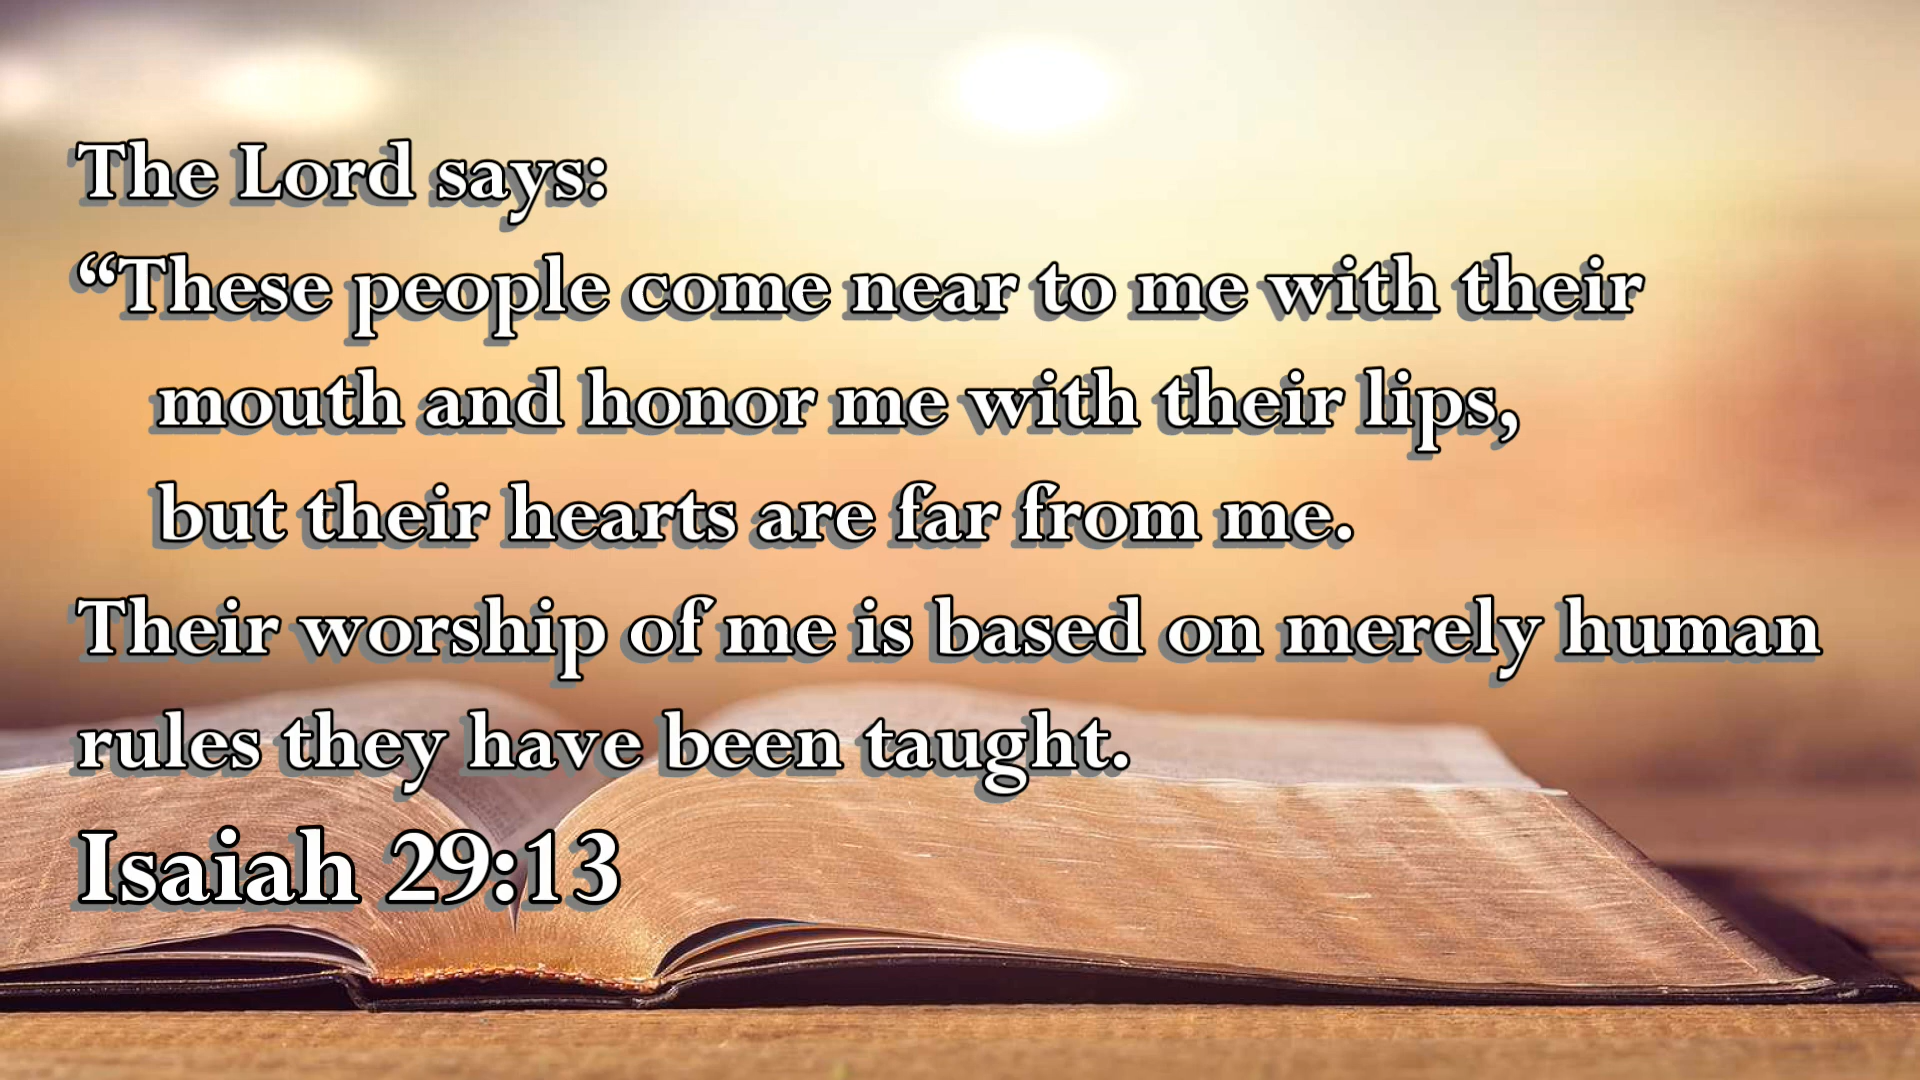 The Lord says:
“These people come near to me with their
mouth and honor me with their lips,
but their hearts are far from me.
Their worship of me is based on merely human
rules they have been taught.
Isaiah 29:13